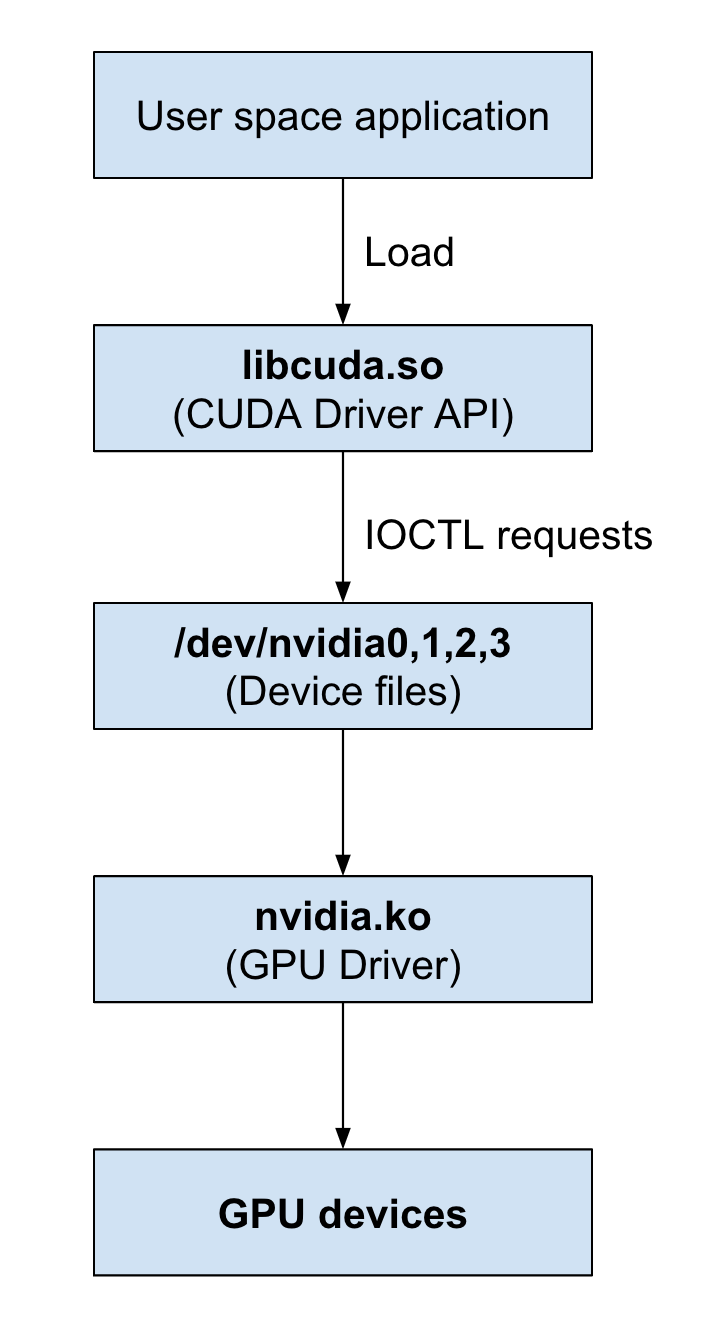 User space application
Load
libcuda.so
(CUDA Driver API)
IOCTL requests
/dev/nvidia0,1,2,3
(Device files)
nvidia.ko
(GPU Driver)
GPU devices